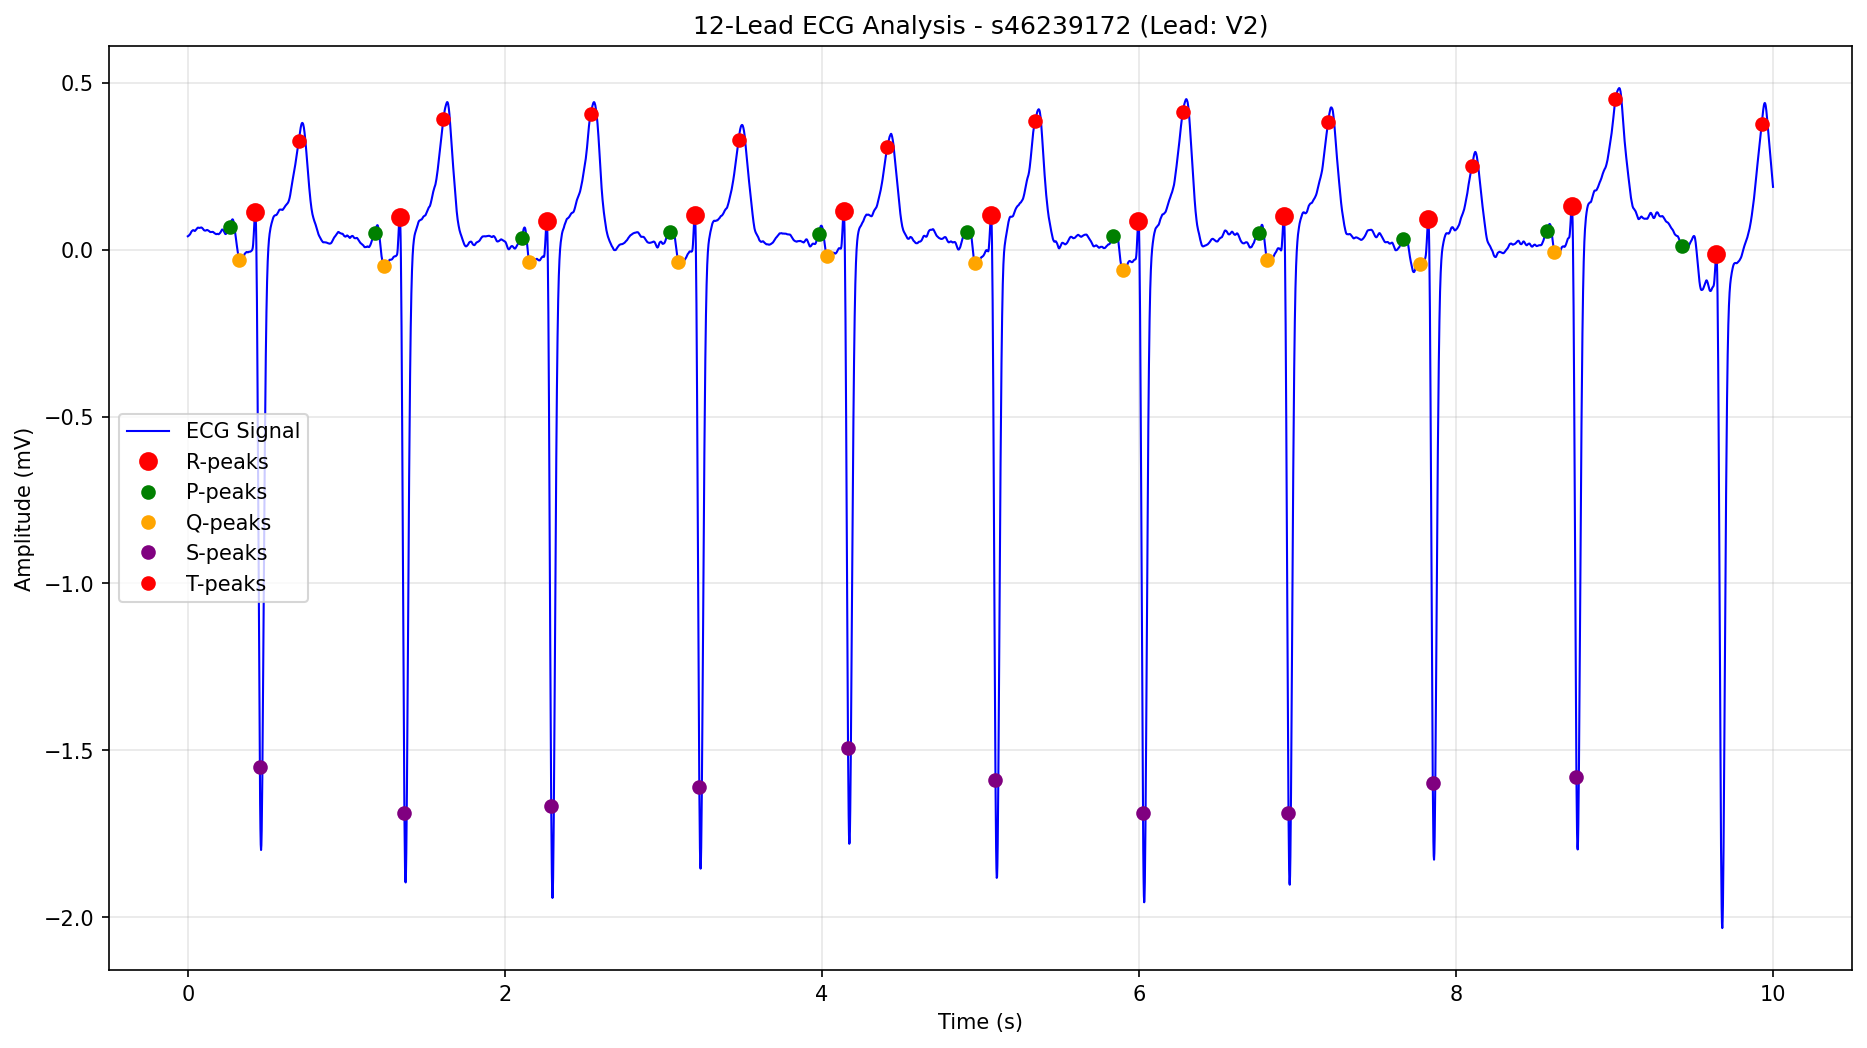 12-Lead ECG Analysis - s46239172 (Lead: V2)
0.5
0.0
−0.5
−1.0
−1.5
−2.0
Amplitude (mV)
ECG Signal
R-peaks
P-peaks
Q-peaks
S-peaks
T-peaks
0 2 4 6 8 10
Time (s)